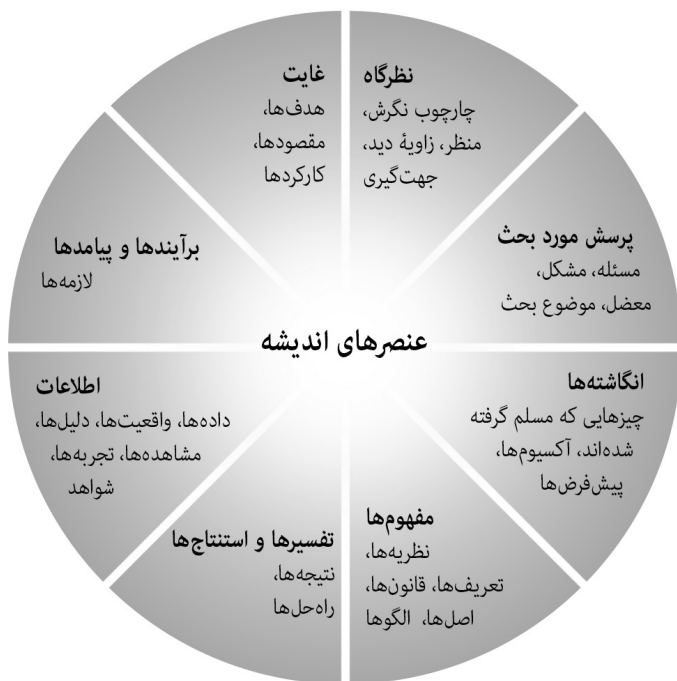 غایت
هدف‌ها،
مقصودها،
کارکردها
نظرگاه
چارچوب نگرش،
منظر، زاویهٔ دید،
جهت‌گیری
پرسش مورد بحث
مسئله، مشکل،
معضل، موضوع بحث
انگاشته‌ها
چیزهایی که مسلم گرفته
شده‌اند، آکسیوم‌ها،
پیش‌فرض‌ها
مفهوم‌ها
نظریه‌ها،
تعریف‌ها، قانون‌ها،
اصل‌ها، الگوها
تفسیرها و استنتاج‌ها
نتیجه‌ها،
راه‌حل‌ها
اطلاعات
داده‌ها، واقعیت‌ها، دلیل‌ها،
مشاهده‌ها، تجربه‌ها،
شواهد
برآیندها و پیامدها
لازمه‌ها
عنصرهای اندیشه